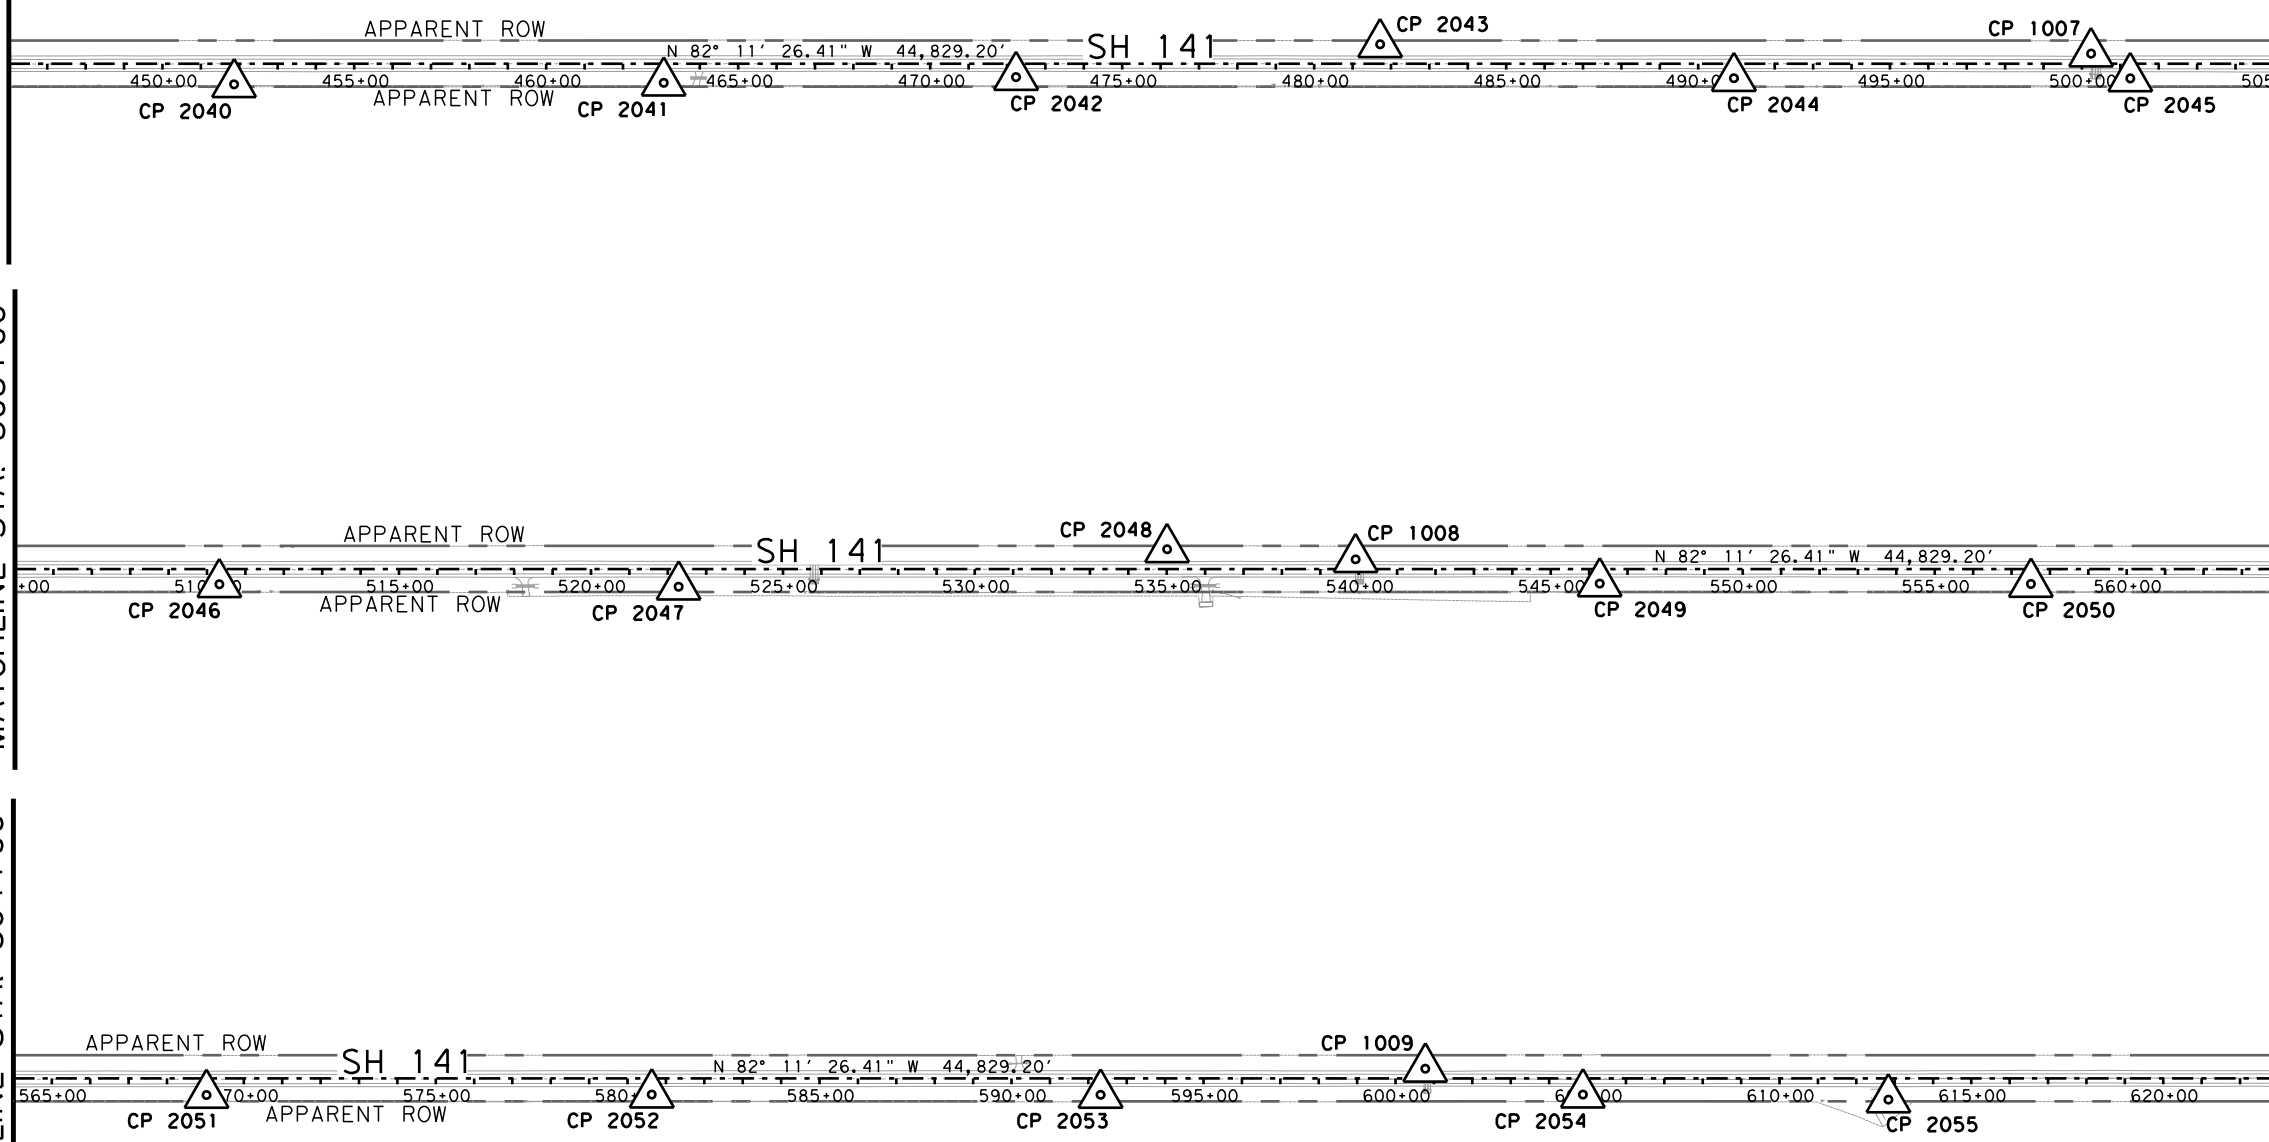 APPARENT ROW
CP 2043
CP 1007
N 82° 11' 26.41" W 44,829.20'
SH 141
450+00 455+00 460+00 465+00 470+00 475+00 480+00 485+00 495+00
CP 2040
APPARENT ROW
CP 2041
CP 2042
CP 2044
CP 2045
APPARENT ROW
SH 141
CP 2048
CP 1008
N 82° 11' 26.41" W 44,829.20'
515+00 520+00 525+00 530+00 535+00 540+00 550+00 555+00 560+00
CP 2046
APPARENT ROW
CP 2047
CP 2049
CP 2050
APPARENT ROW
SH 141
CP 1009
N 82° 11' 26.41" W 44,829.20'
565+00 575+00 585+00 590+00 595+00 600+00 610+00 615+00 620+00
CP 2051
APPARENT ROW
CP 2052
CP 2053
CP 2054
CP 2055